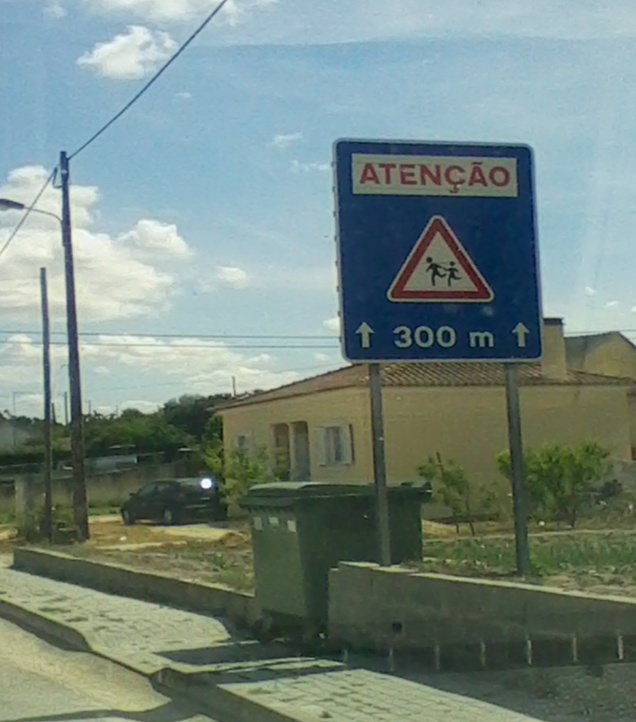 ATENÇÃO
↑ 300 m ↑